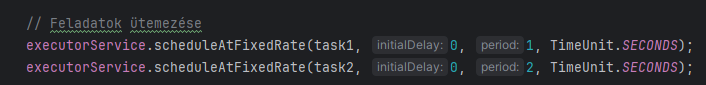 // Feladatok ütemezése
executorService.scheduleAtFixedRate(task1, initialDelay: 0, period: 1, TimeUnit.SECONDS);
executorService.scheduleAtFixedRate(task2, initialDelay: 0, period: 2, TimeUnit.SECONDS);